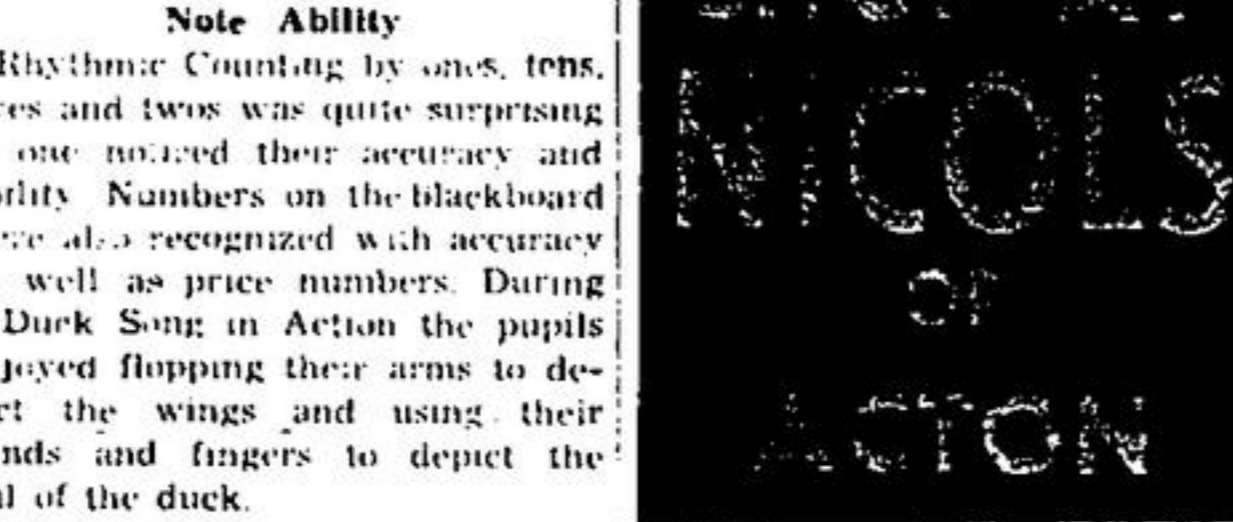 Note Ability
Rhythmic Counting by ones, tens,
and twos was quite surprising
one noticed their accuracy and
Numbers on the blackboard
also recognized with accuracy
well as price numbers. During
Duck Song in Action the pupils
flopping their arms to de-
the wings and using their
and fingers to depict the
of the duck.
NICOLS
OF
ACTON